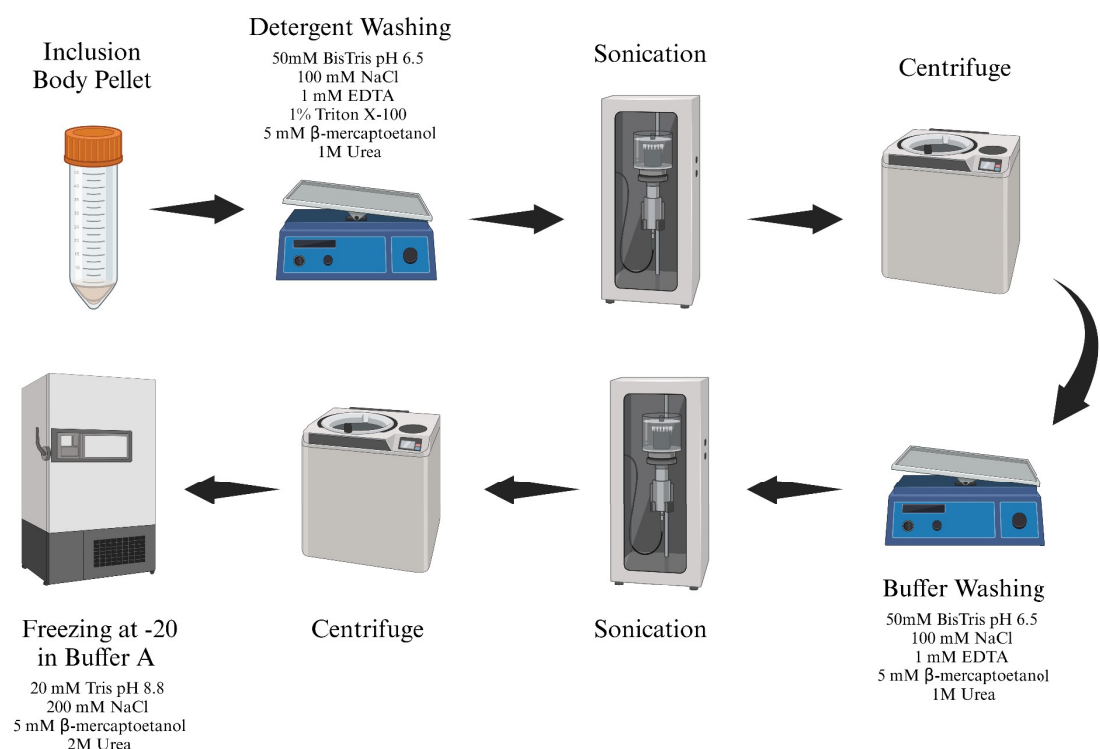 Inclusion
Body Pellet
Detergent Washing
50mM BisTris pH 6.5
100 mM NaCl
1 mM EDTA
1% Triton X-100
5 mM β-mercaptoetanol
1M Urea
Sonication
Centrifuge
Buffer Washing
50mM BisTris pH 6.5
100 mM NaCl
1 mM EDTA
5 mM β-mercaptoetanol
1M Urea
Sonication
Centrifuge
Freezing at -20
in Buffer A
20 mM Tris pH 8.8
200 mM NaCl
5 mM β-mercaptoetanol
2M Urea